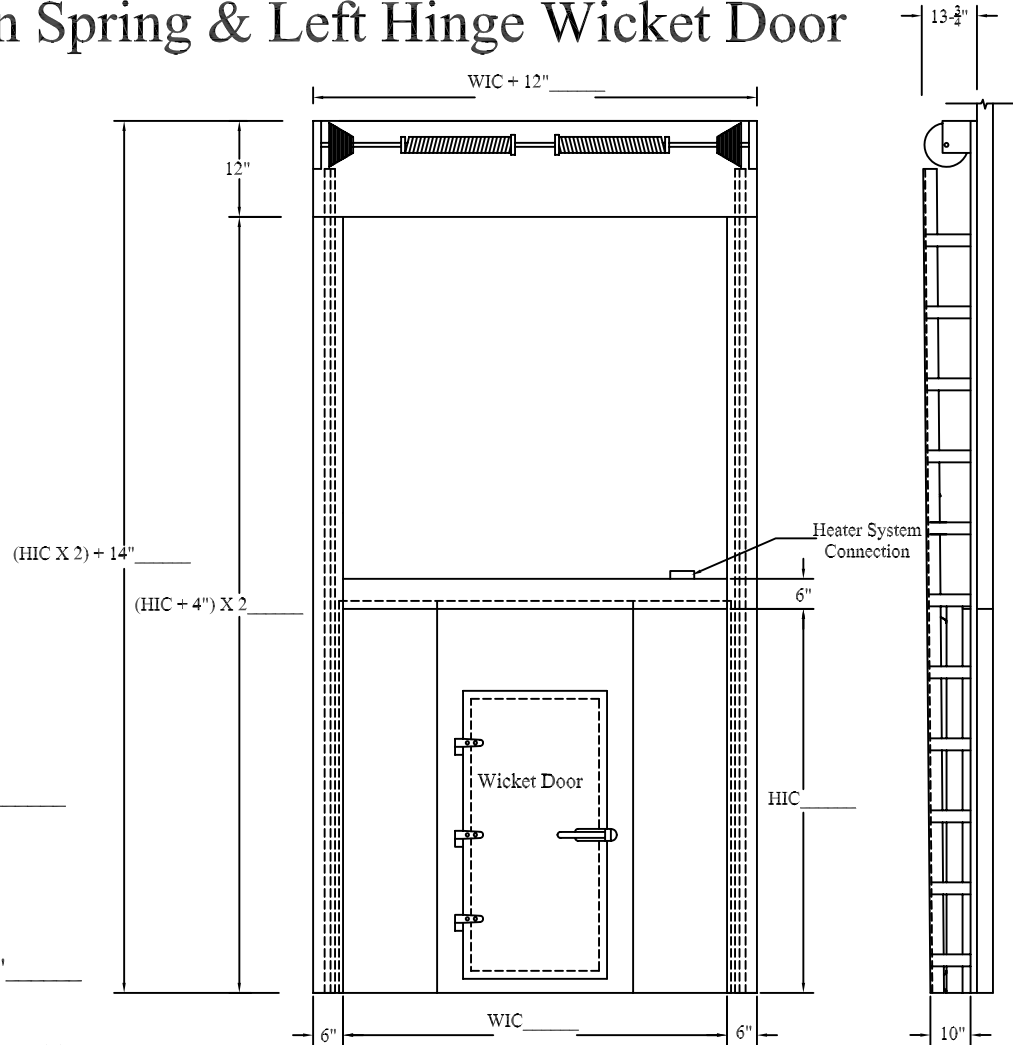 n Spring & Left Hinge Wicket Door
13-3/4"
WIC + 12"______
12"
Heater System
Connection
(HIC X 2) + 14"______
(HIC + 4") X 2______
6"
Wicket Door
HIC______
"______
WIC______
6"
6"
10"